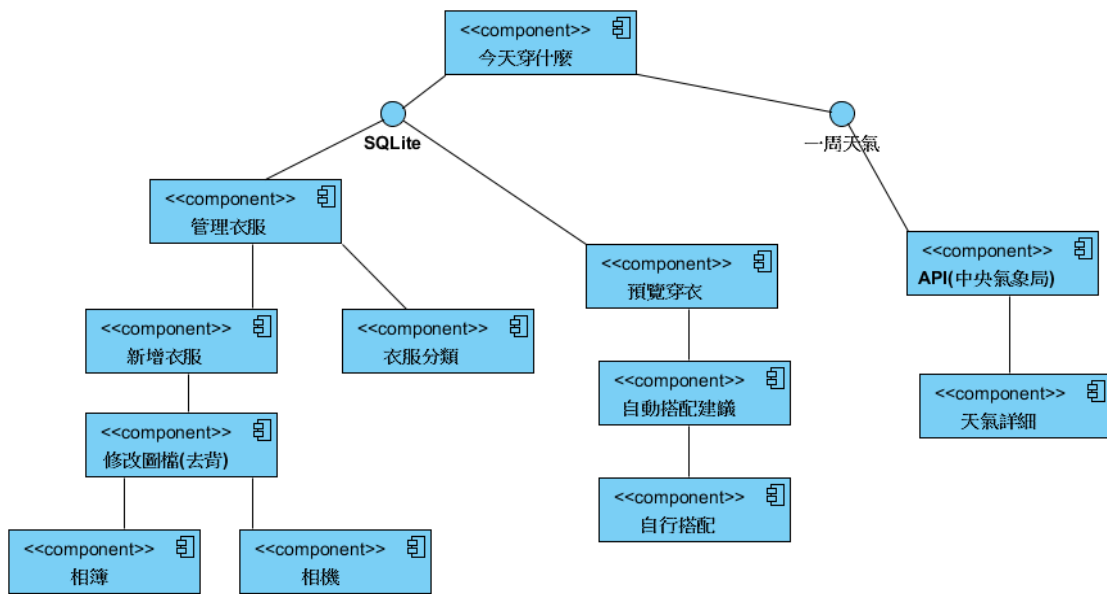 <<component>>
今天穿什麼
SQLite
一周天氣
<<component>>
管理衣服
<<component>>
預覽穿衣
<<component>>
API(中央氣象局)
<<component>>
新增衣服
<<component>>
衣服分類
<<component>>
自動搭配建議
<<component>>
天氣詳細
<<component>>
修改圖檔(去背)
<<component>>
自行搭配
<<component>>
相簿
<<component>>
相機